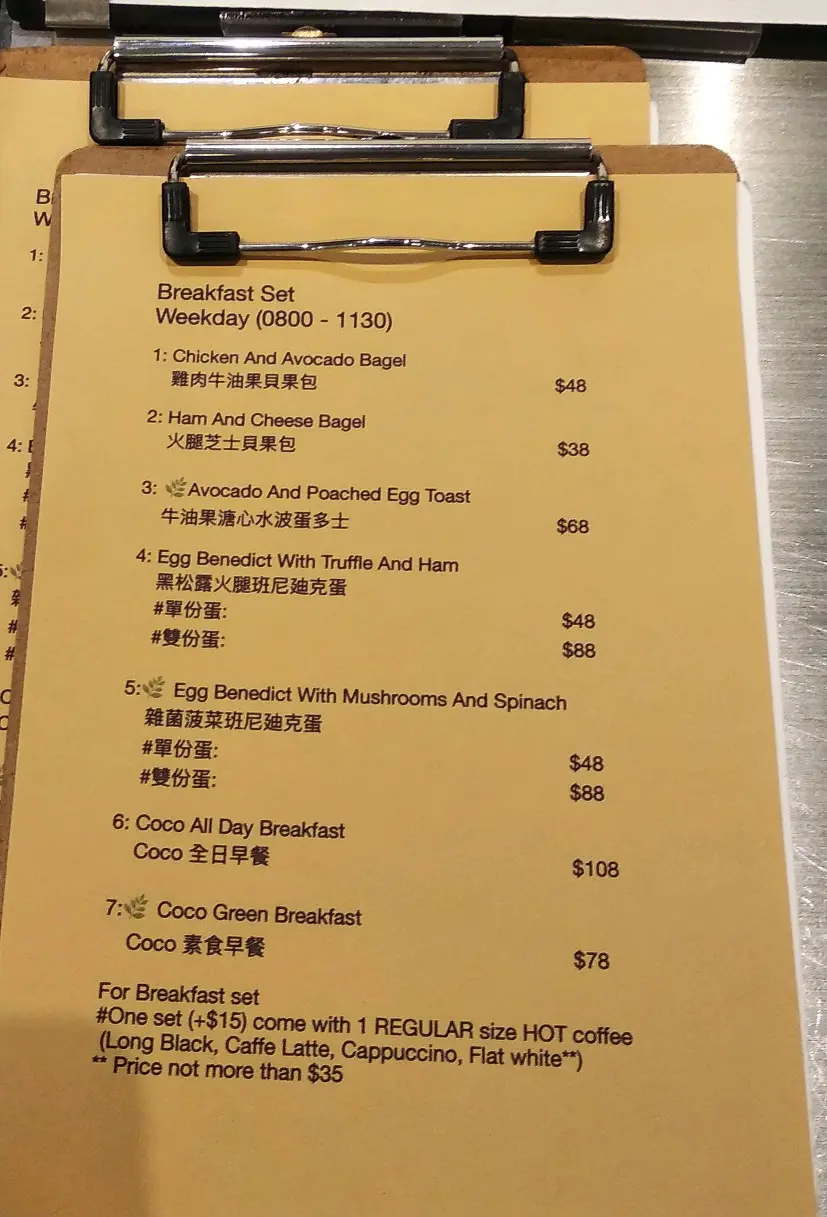 Breakfast Set
Weekday (0800 - 1130)
1: Chicken And Avocado Bagel
雞肉牛油果貝果包 $48
2: Ham And Cheese Bagel
火腿芝士貝果包 $38
3: 🌿Avocado And Poached Egg Toast
牛油果溏心水波蛋多士 $68
4: Egg Benedict With Truffle And Ham
黑松露火腿班尼廸克蛋
#單份蛋: $48
#雙份蛋: $88
5:🌿 Egg Benedict With Mushrooms And Spinach
雜菌菠菜班尼廸克蛋
#單份蛋: $48
#雙份蛋: $88
6: Coco All Day Breakfast
Coco 全日早餐 $108
7:🌿 Coco Green Breakfast
Coco 素食早餐 $78
For Breakfast set
#One set (+$15) come with 1 REGULAR size HOT coffee
(Long Black, Caffe Latte, Cappuccino, Flat white**)
** Price not more than $35
1:
2:
3:
4: